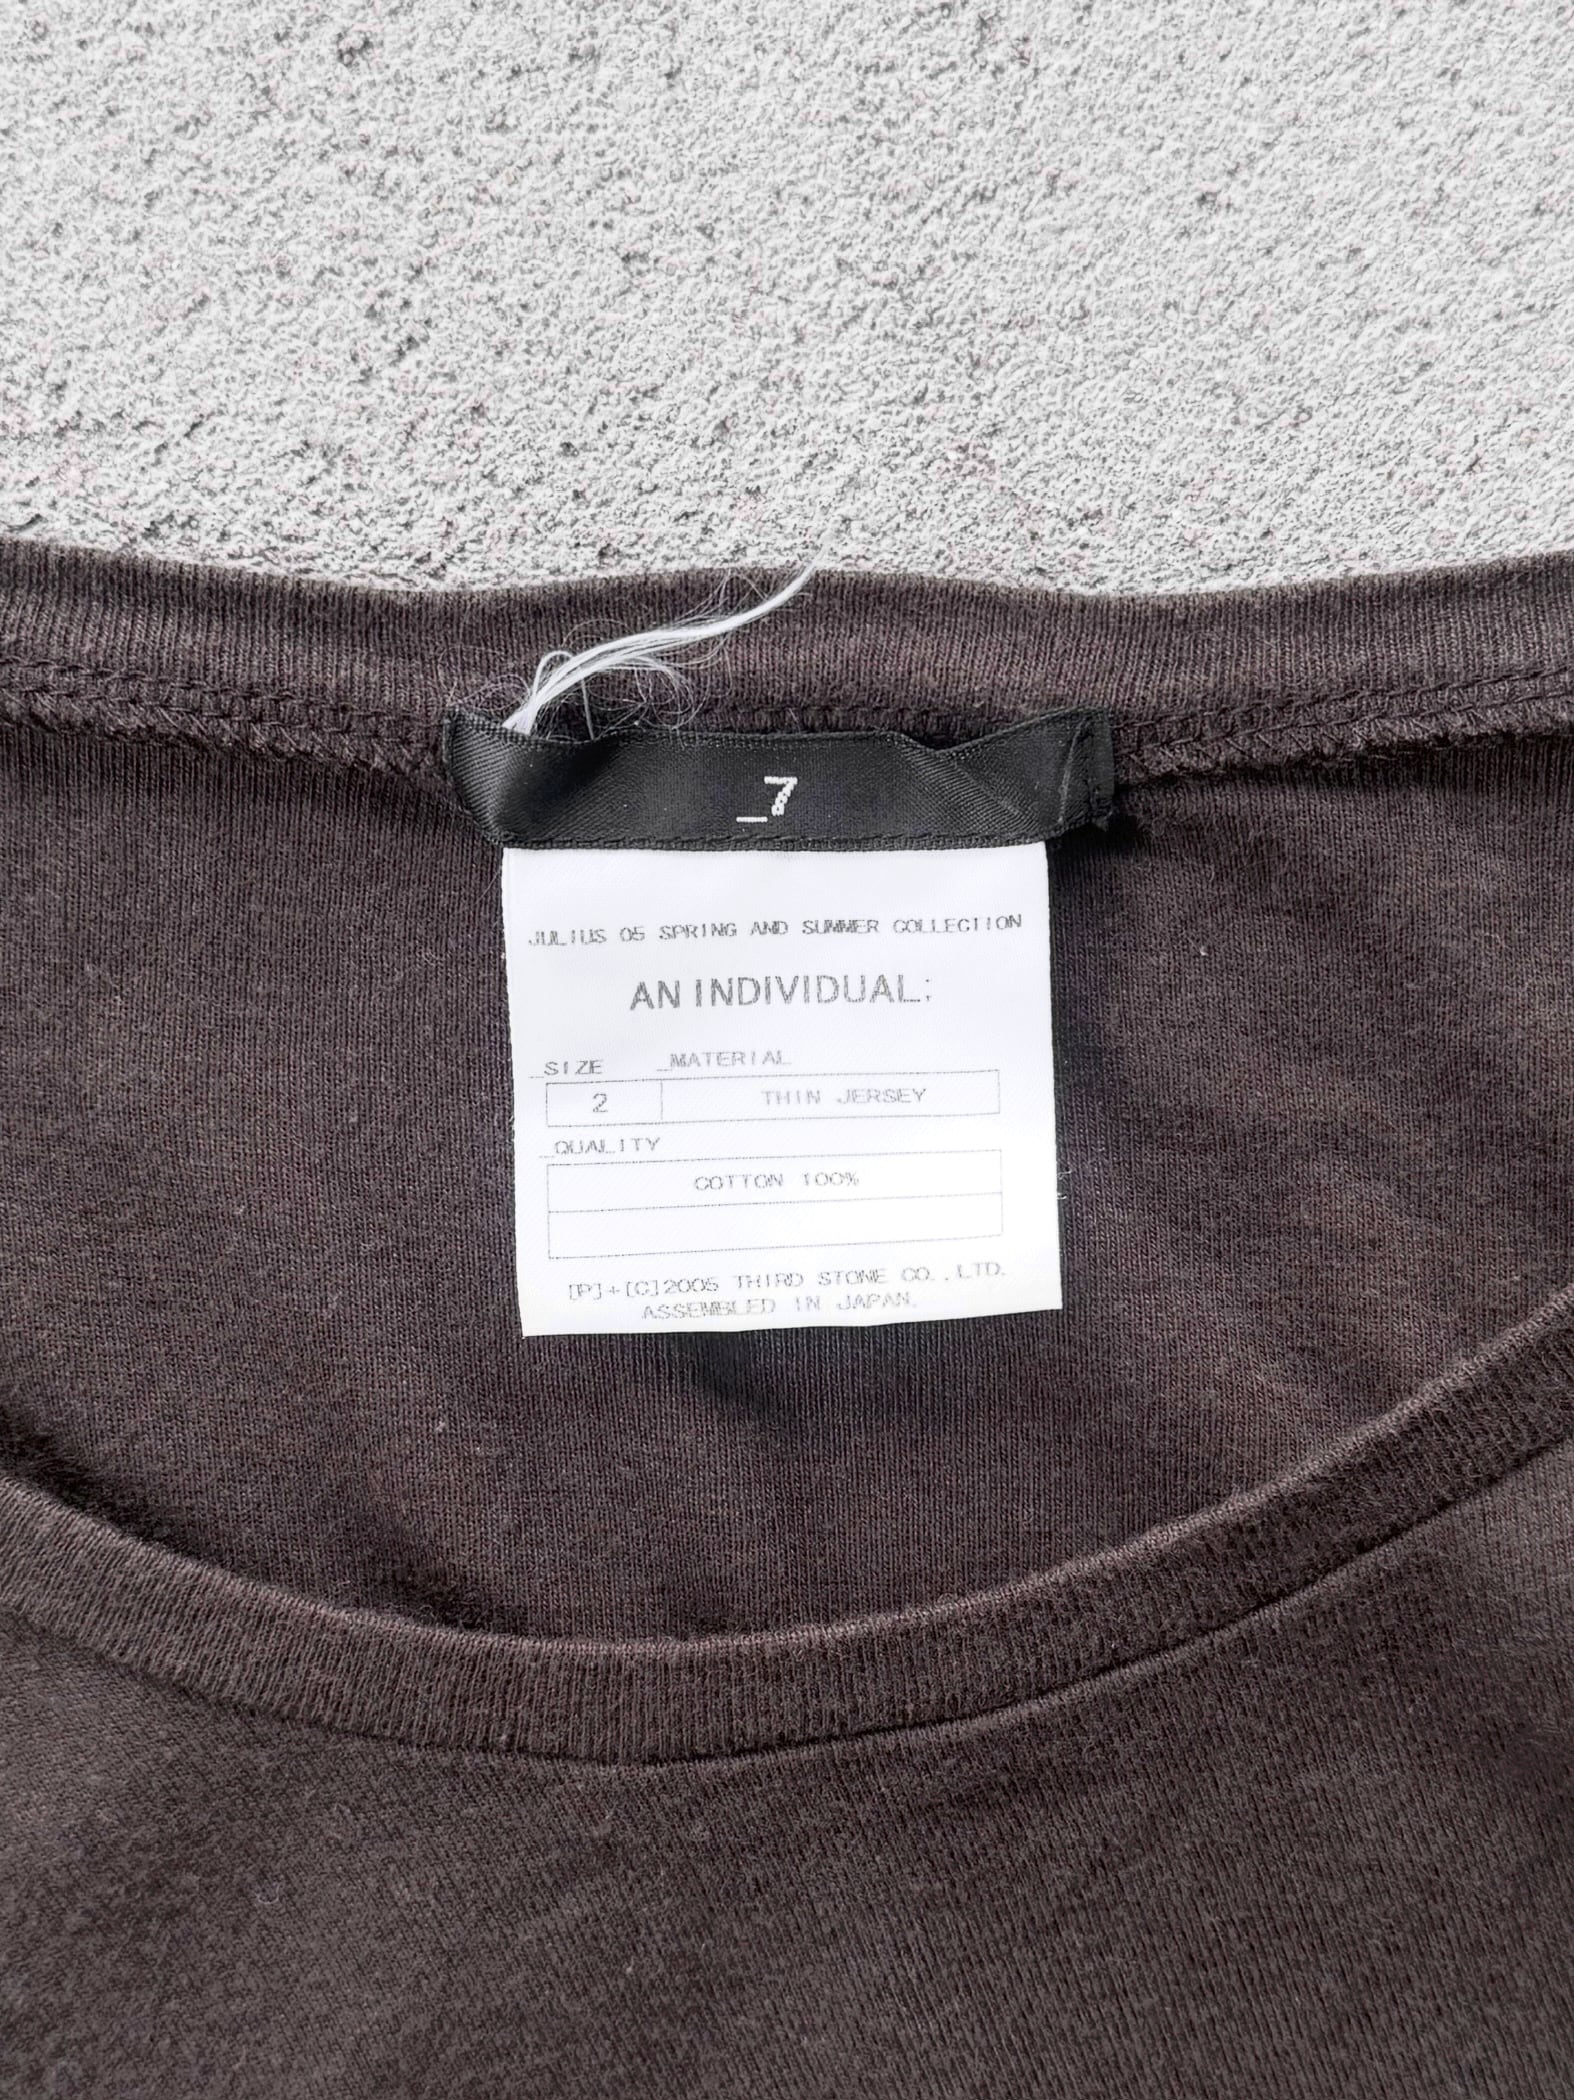 _7
JULIUS 05 SPRING AND SUMMER COLLECTION
AN INDIVIDUAL;
_SIZE _MATERIAL
2 THIN JERSEY
_QUALITY
COTTON 100%
[P]+[C]2005 THIRD STONE CO.,LTD.
ASSEMBLED IN JAPAN.